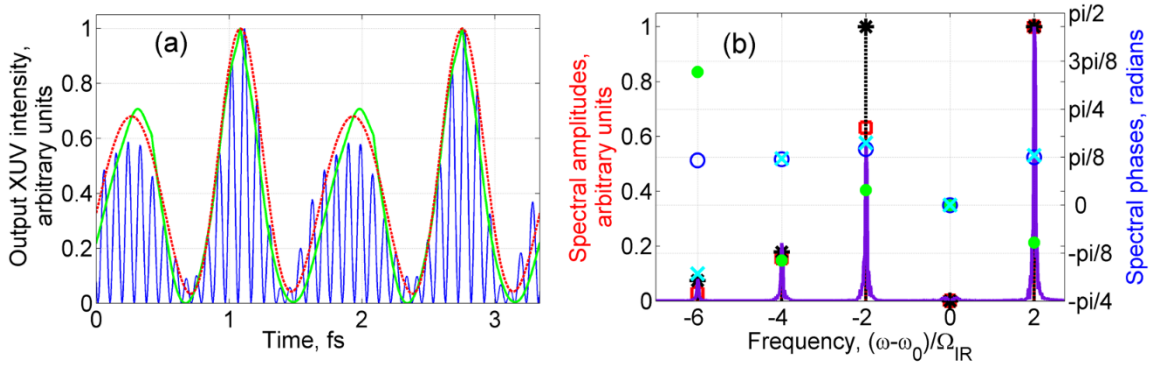 Output XUV intensity,
arbitrary units
1
0.8
0.6
0.4
0.2
0
(a)
0
1
2
3
Time, fs
Spectral amplitudes,
arbitrary units
1
0.8
0.6
0.4
0.2
0
(b)
-6
-4
-2
0
2
Frequency, (ω-ω₀)/Ω_IR
pi/2
3pi/8
pi/4
pi/8
0
-pi/8
-pi/4
Spectral phases, radians